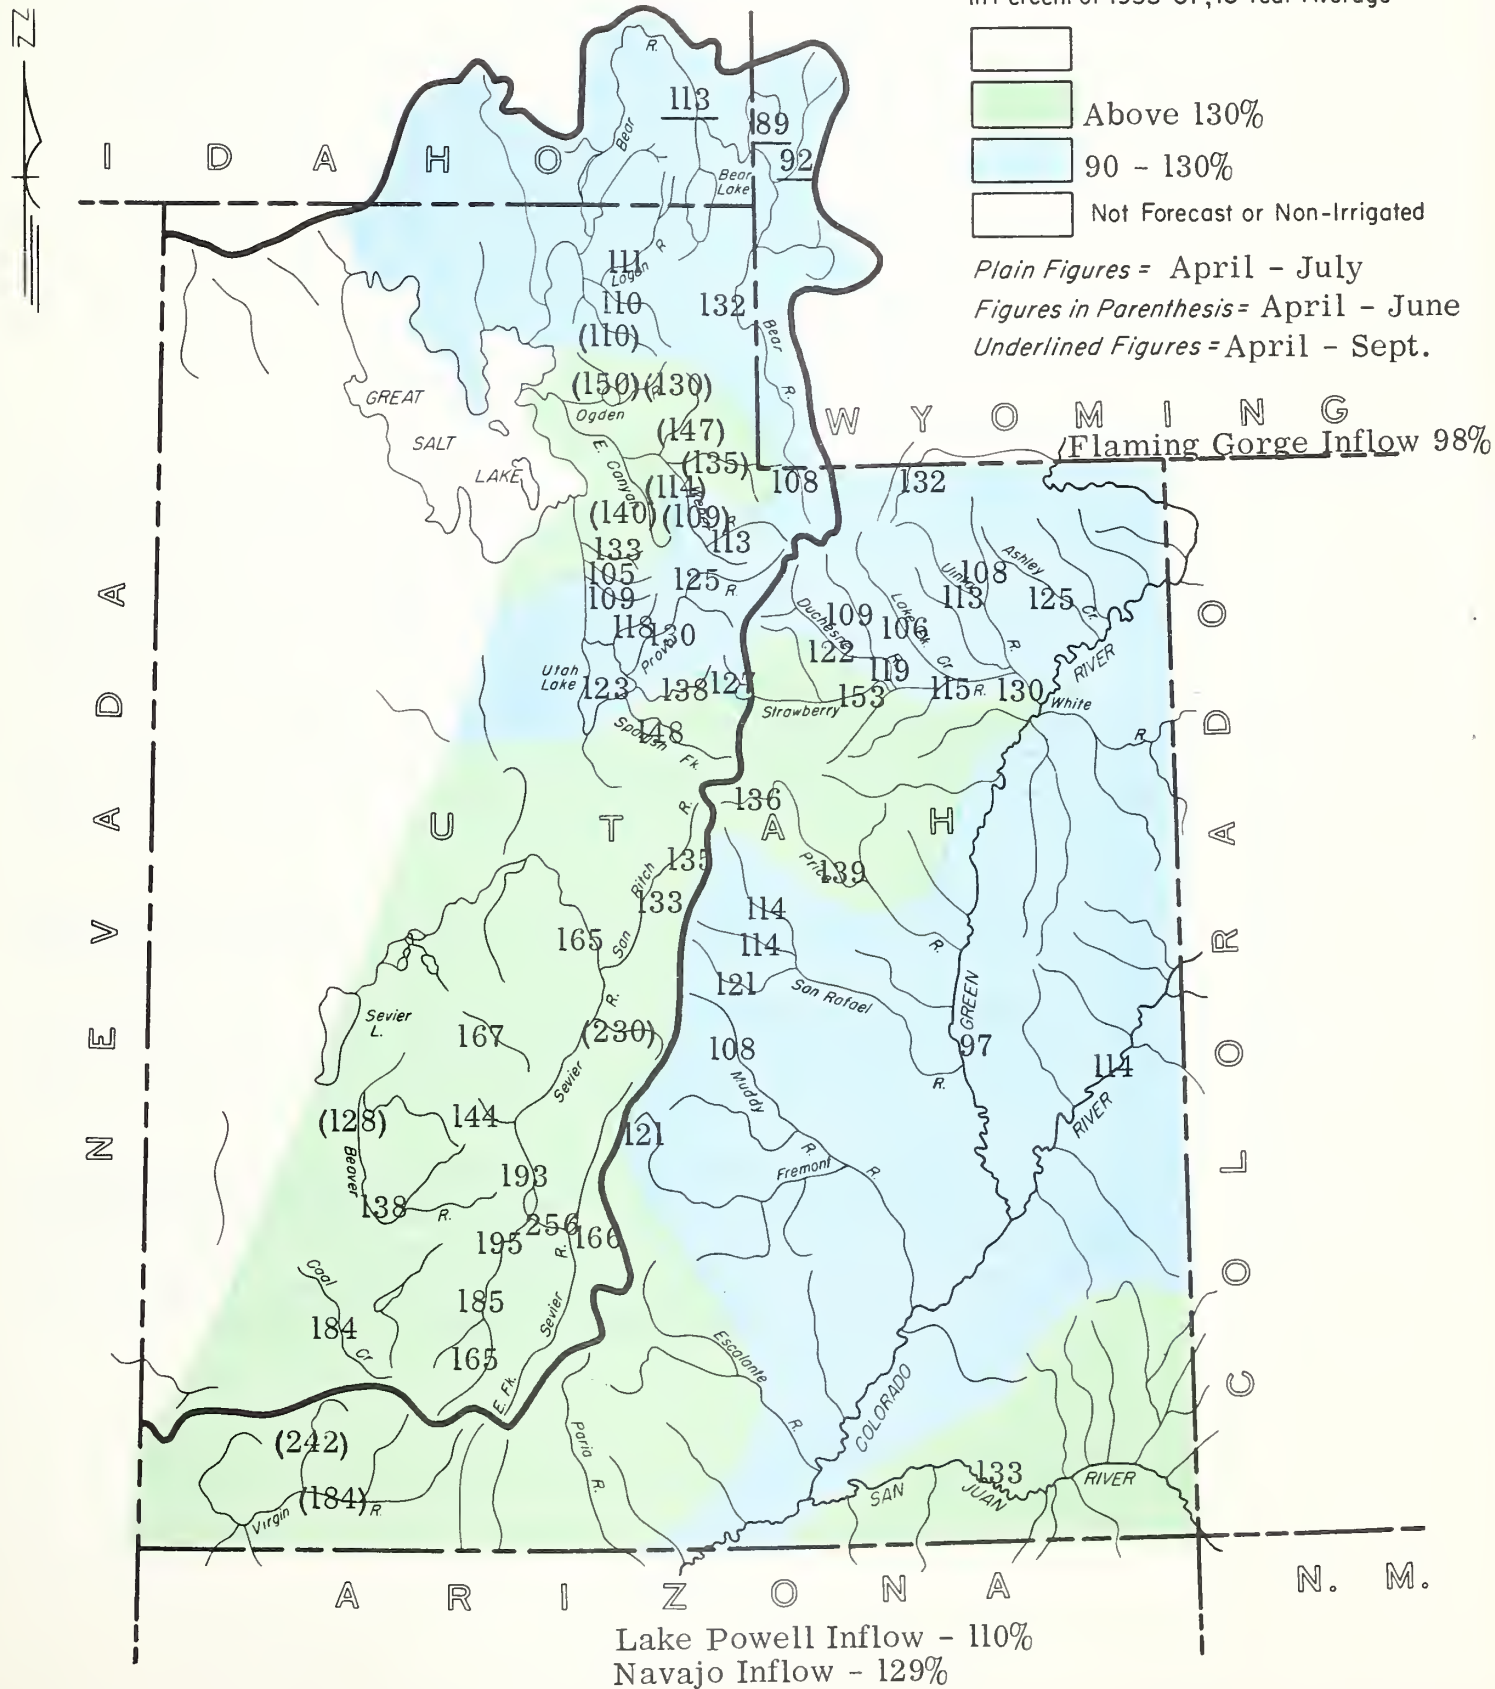 I D A H O
Above 130%
90 - 130%
Not Forecast or Non-Irrigated
Plain Figures = April - July
Figures in Parenthesis = April - June
Underlined Figures = April - Sept.
R.
Bear
113
89
92
Bear
Lake
111
Logan R
110
(110)
132
Bear
R.
GREAT
SALT
LAKE
(150)
(130)
Ogden
R.
(147)
(135)
E. Canyon
(114)
(140)
(109)
Weber
R.
113
108
W Y O M I N G
Flaming Gorge Inflow 98%
132
133
105
109
118
125
R.
130
Provo
Utah
Lake
123
138
127
148
Spanish Fk.
Duchesne
R.
109
122
119
Lake Fk. Cr
106
Uinta
R.
108
113
Ashley Cr.
125
153
Strawberry
115
R.
130
White
R.
RIVER
N E V A D A
U T A H
C O L O R A D O
136
Price
139
R.
R.
135
133
San Pitch
165
114
114
121
San Rafael
R.
GREEN
97
114
RIVER
Sevier
L.
167
R.
(230)
Sevier
108
Muddy
R.
(128)
Beaver
144
121
Fremont
R.
193
138
R.
256
166
195
R.
185
Sevier
E. Fk.
165
Coal
184
Cr
Escalante
R.
COLORADO
(242)
(184)
Virgin R.
Paria
R.
SAN
JUAN
133
RIVER
A R I Z O N A
N. M.
Lake Powell Inflow - 110%
Navajo Inflow - 129%